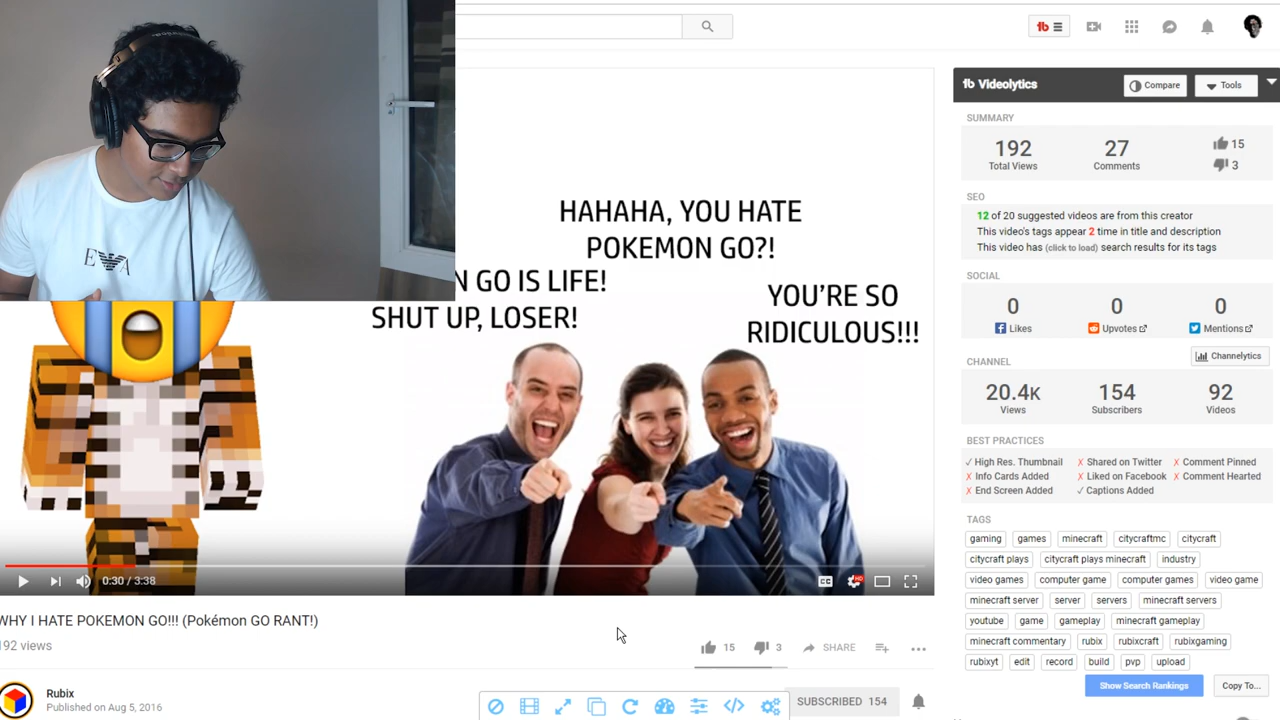 E A
HAHAHA, YOU HATE
POKEMON GO?!
N GO IS LIFE!
SHUT UP, LOSER!
YOU'RE SO
RIDICULOUS!!!
CC
HD
0:30 / 3:38
WHY I HATE POKEMON GO!!! (Pokémon GO RANT!)
192 views
15
3
SHARE
Rubix
Published on Aug 5, 2016
SUBSCRIBED 154
tb
tb Videolytics
Compare
Tools
SUMMARY
192
Total Views
27
Comments
15
3
SEO
12 of 20 suggested videos are from this creator
This video's tags appear 2 time in title and description
This video has (click to load) search results for its tags
SOCIAL
0
Likes
0
Upvotes
0
Mentions
CHANNEL
Channelytics
20.4K
Views
154
Subscribers
92
Videos
BEST PRACTICES
✓ High Res. Thumbnail ✗ Shared on Twitter ✗ Comment Pinned
✗ Info Cards Added ✗ Liked on Facebook ✗ Comment Hearted
✗ End Screen Added ✓ Captions Added
TAGS
gaming games minecraft citycraftmc citycraft
citycraft plays citycraft plays minecraft industry
video games computer game computer games video game
minecraft server server servers minecraft servers
youtube game gameplay minecraft gameplay
minecraft commentary rubix rubixcraft rubixgaming
rubixyt edit record build pvp upload
Show Search Rankings
Copy To...